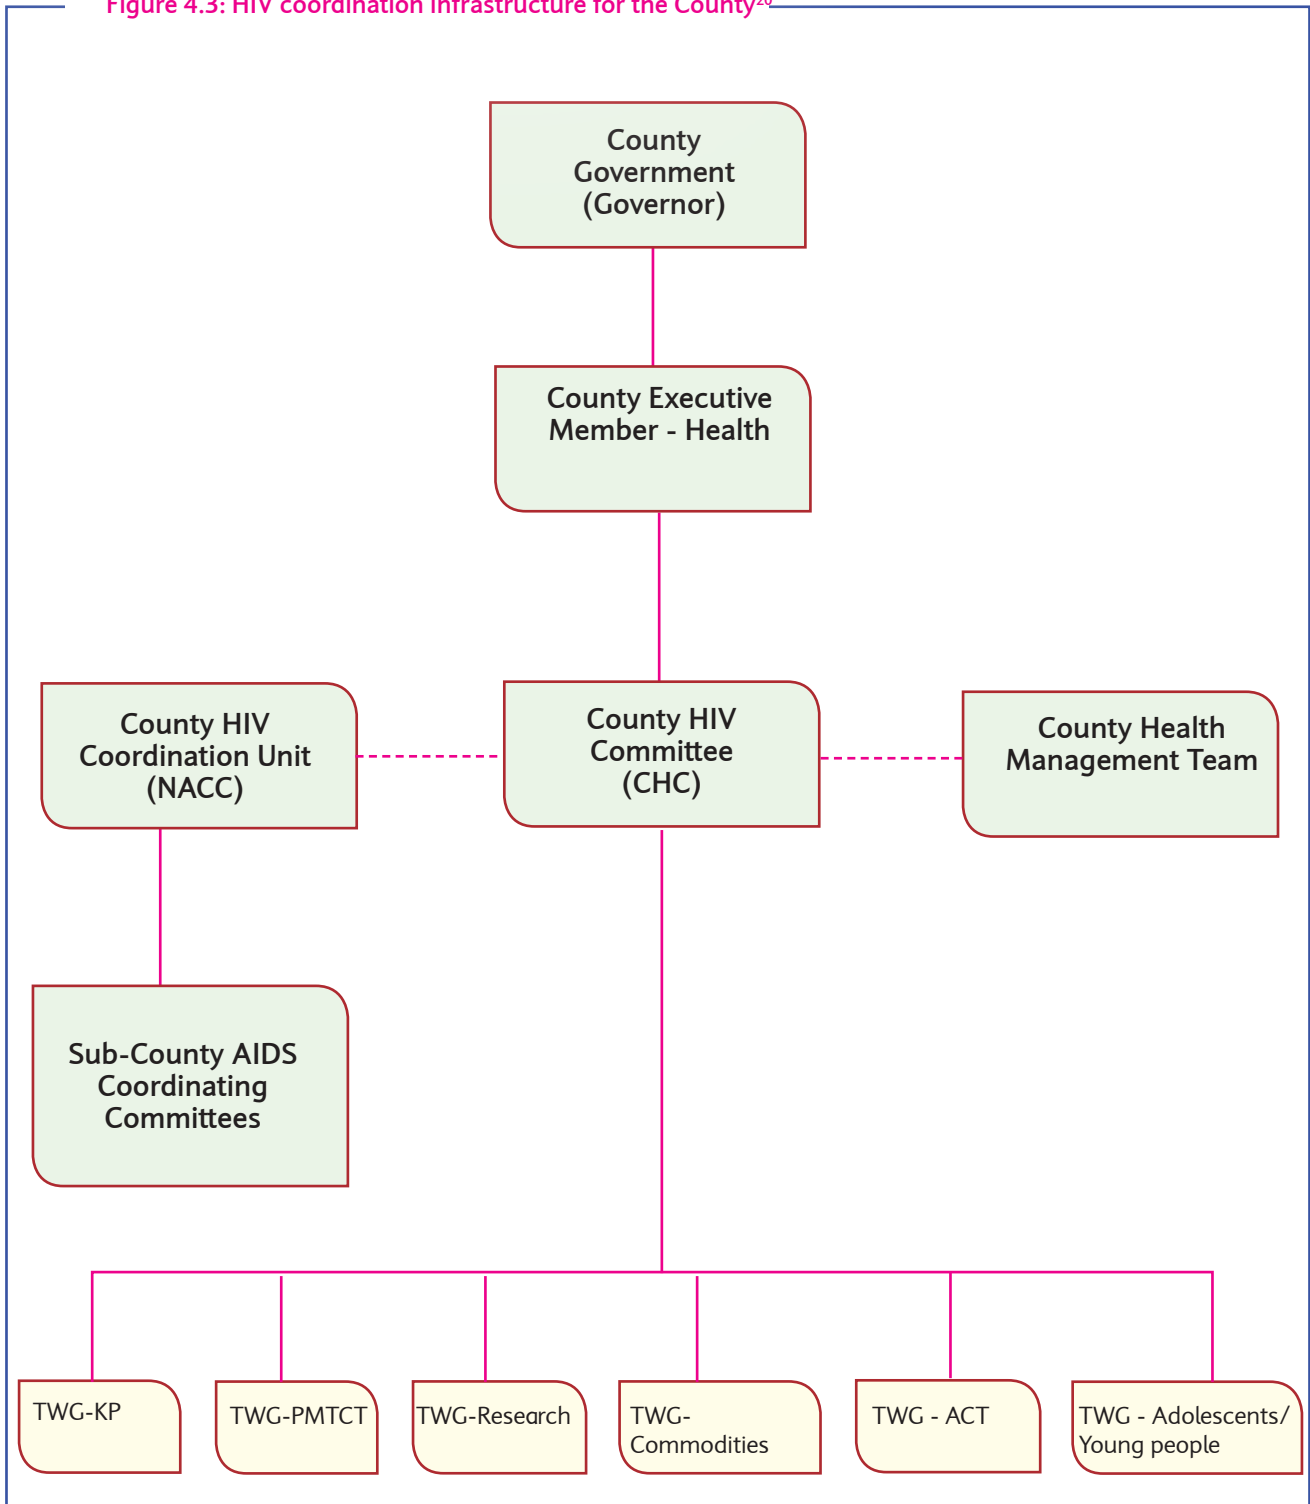 Figure 4.3: HIV coordination infrastructure for the County²⁰
County
Government
(Governor)
County Executive
Member - Health
County HIV
Coordination Unit
(NACC)
County HIV
Committee
(CHC)
County Health
Management Team
Sub-County AIDS
Coordinating
Committees
TWG-KP
TWG-PMTCT
TWG-Research
TWG-
Commodities
TWG - ACT
TWG - Adolescents/
Young people